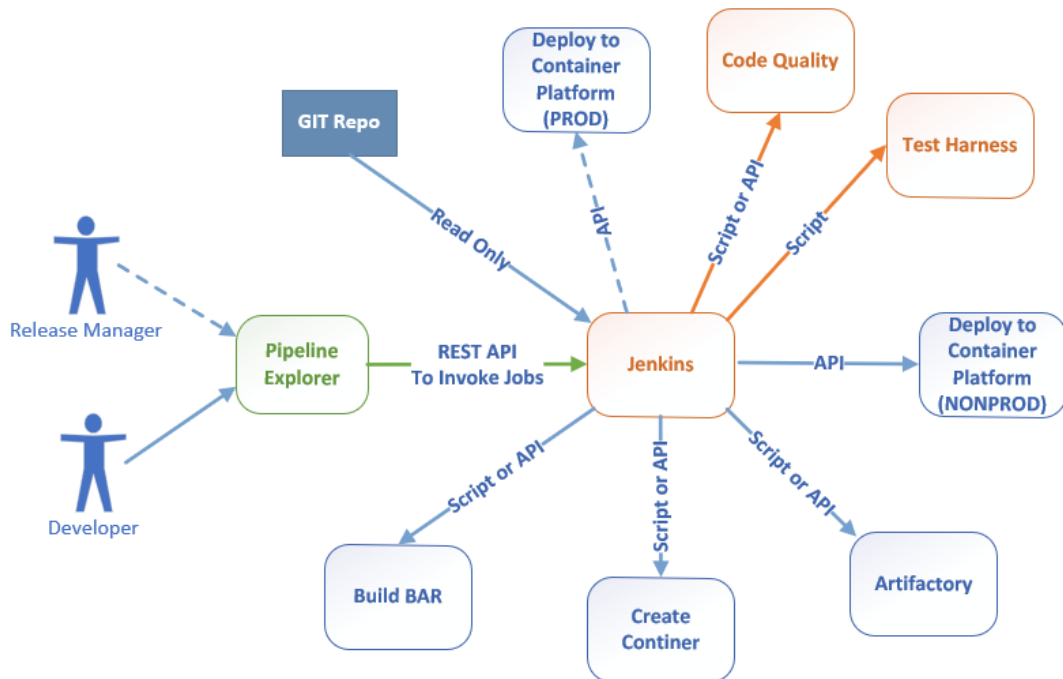 Deploy to
Container
Platform
(PROD)
Code Quality
GIT Repo
Test Harness
Read Only
API
Script or API
Script
Release Manager
Pipeline
Explorer
REST API
To Invoke Jobs
Jenkins
API
Deploy to
Container
Platform
(NONPROD)
Developer
Script or API
Script or API
Script or API
Build BAR
Create
Continer
Artifactory